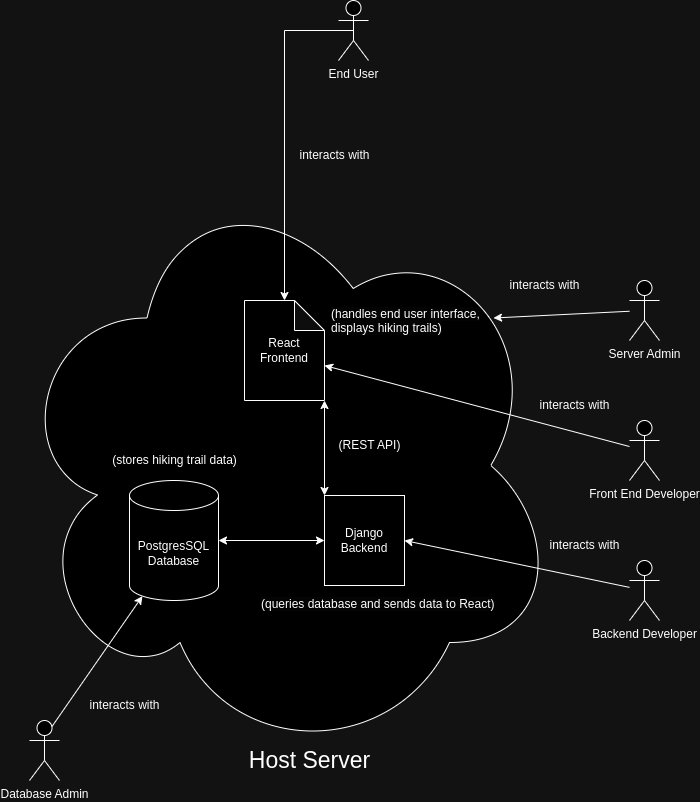 End User
interacts with
interacts with
(handles end user interface,
displays hiking trails)
React
Frontend
Server Admin
interacts with
(REST API)
(stores hiking trail data)
Front End Developer
PostgresSQL
Database
Django
Backend
interacts with
(queries database and sends data to React)
Backend Developer
interacts with
Host Server
Database Admin